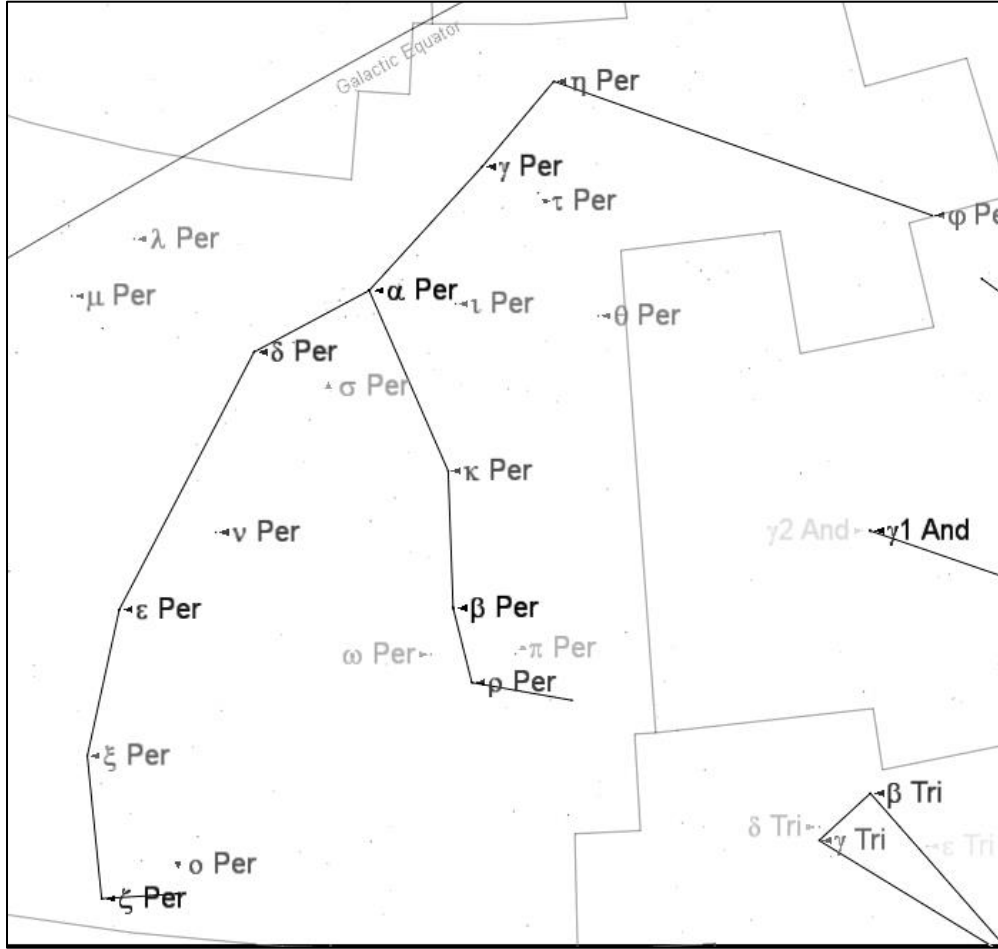 Galactic Equator
η Per
γ Per
τ Per
φ Pe
λ Per
μ Per
α Per
ι Per
θ Per
δ Per
σ Per
κ Per
ν Per
γ2 And
γ1 And
ε Per
β Per
ω Per
π Per
ρ Per
ξ Per
β Tri
δ Tri
γ Tri
ε Tri
ο Per
ζ Per